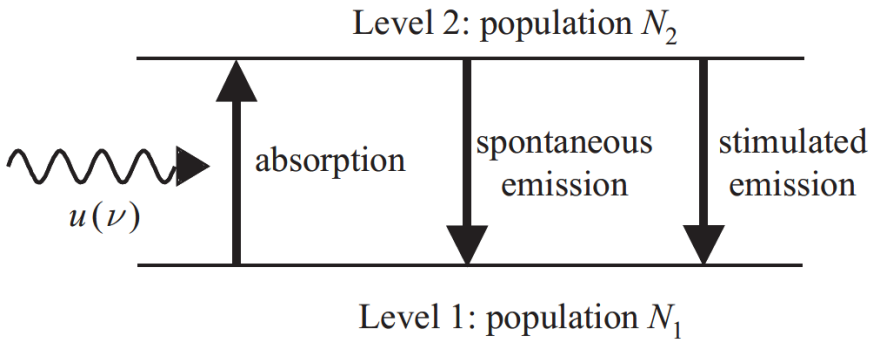 Level 2: population N₂
absorption
spontaneous
emission
stimulated
emission
u(ν)
Level 1: population N₁